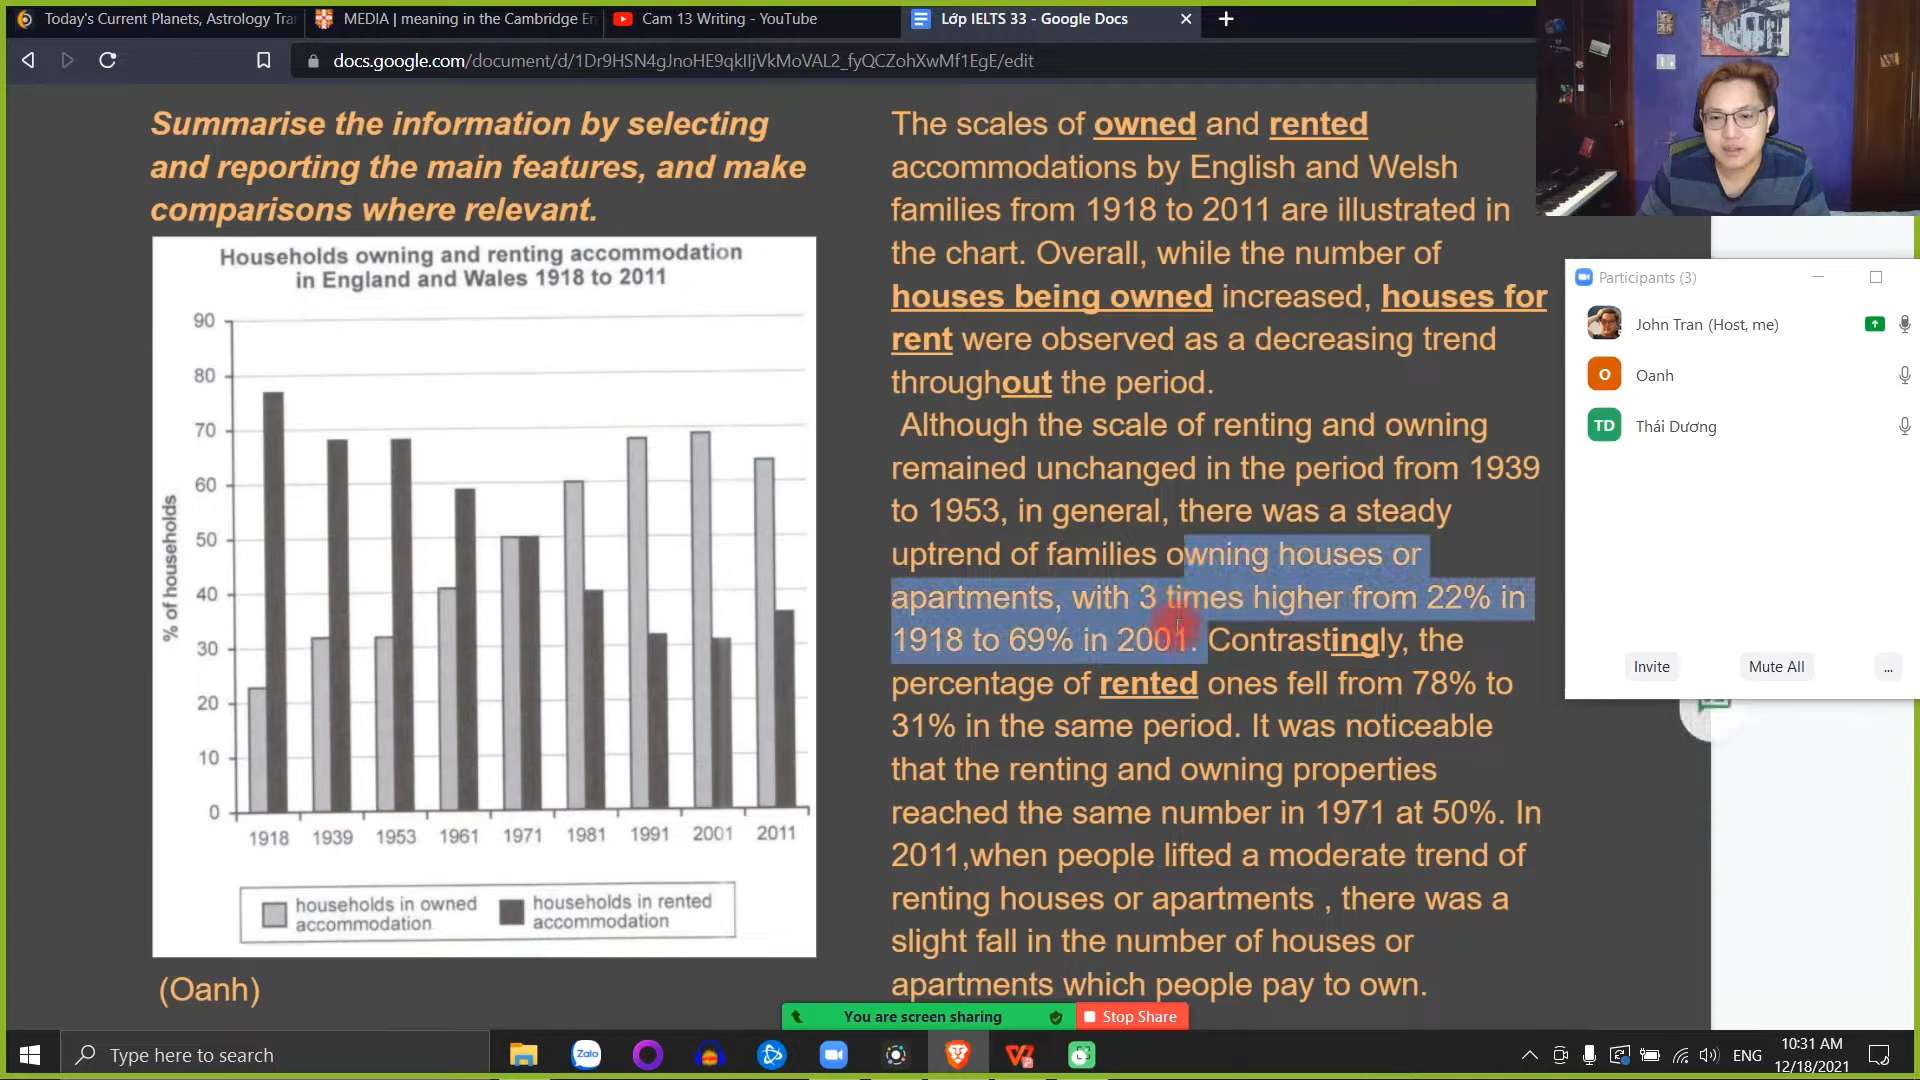 Today's Current Planets, Astrology Tra
MEDIA | meaning in the Cambridge En
Cam 13 Writing - YouTube
Lớp IELTS 33 - Google Docs
docs.google.com/document/d/1Dr9HSN4gJnoHE9qklIjVkMoVAL2_fyQCZohXwMf1EgE/edit
Summarise the information by selecting
and reporting the main features, and make
comparisons where relevant.
Households owning and renting accommodation
in England and Wales 1918 to 2011
% of households
90
80
70
60
50
40
30
20
10
0
1918 1939 1953 1961 1971 1981 1991 2001 2011
households in owned
accommodation
households in rented
accommodation
(Oanh)
The scales of owned and rented
accommodations by English and Welsh
families from 1918 to 2011 are illustrated in
the chart. Overall, while the number of
houses being owned increased, houses for
rent were observed as a decreasing trend
throughout the period.
Although the scale of renting and owning
remained unchanged in the period from 1939
to 1953, in general, there was a steady
uptrend of families owning houses or
apartments, with 3 times higher from 22% in
1918 to 69% in 2001. Contrastingly, the
percentage of rented ones fell from 78% to
31% in the same period. It was noticeable
that the renting and owning properties
reached the same number in 1971 at 50%. In
2011,when people lifted a moderate trend of
renting houses or apartments , there was a
slight fall in the number of houses or
apartments which people pay to own.
Participants (3)
John Tran (Host, me)
O Oanh
TD Thái Dương
Invite
Mute All
...
You are screen sharing
Stop Share
Type here to search
Zalo
ENG
10:31 AM
12/18/2021